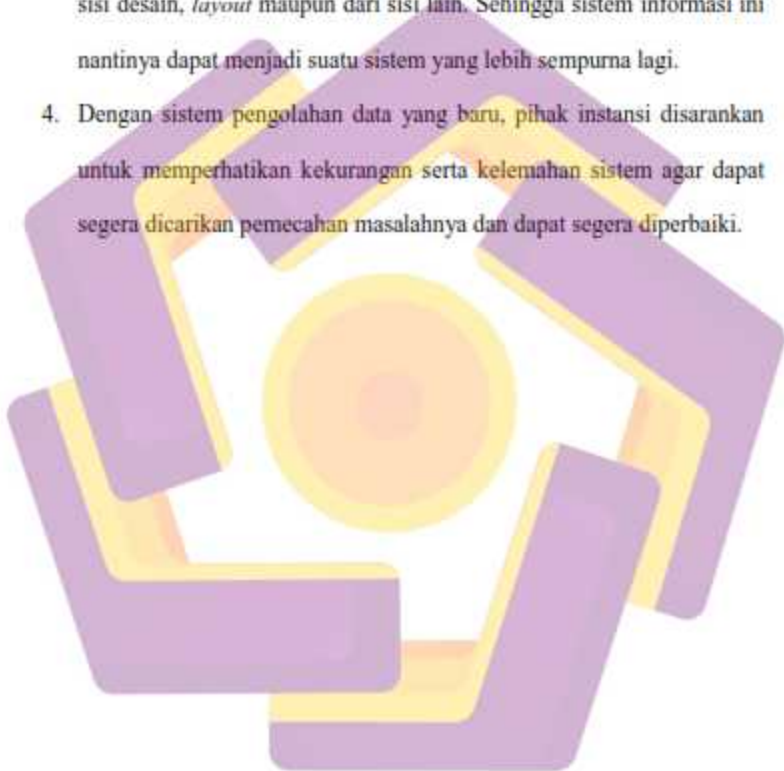 sisi desain, layout maupun dari sisi lain. Sehingga sistem informasi ini
nantinya dapat menjadi suatu sistem yang lebih sempurna lagi.
4. Dengan sistem pengolahan data yang baru, pihak instansi disarankan
untuk memperhatikan kekurangan serta kelemahan sistem agar dapat
segera dicarikan pemecahan masalahnya dan dapat segera diperbaiki.